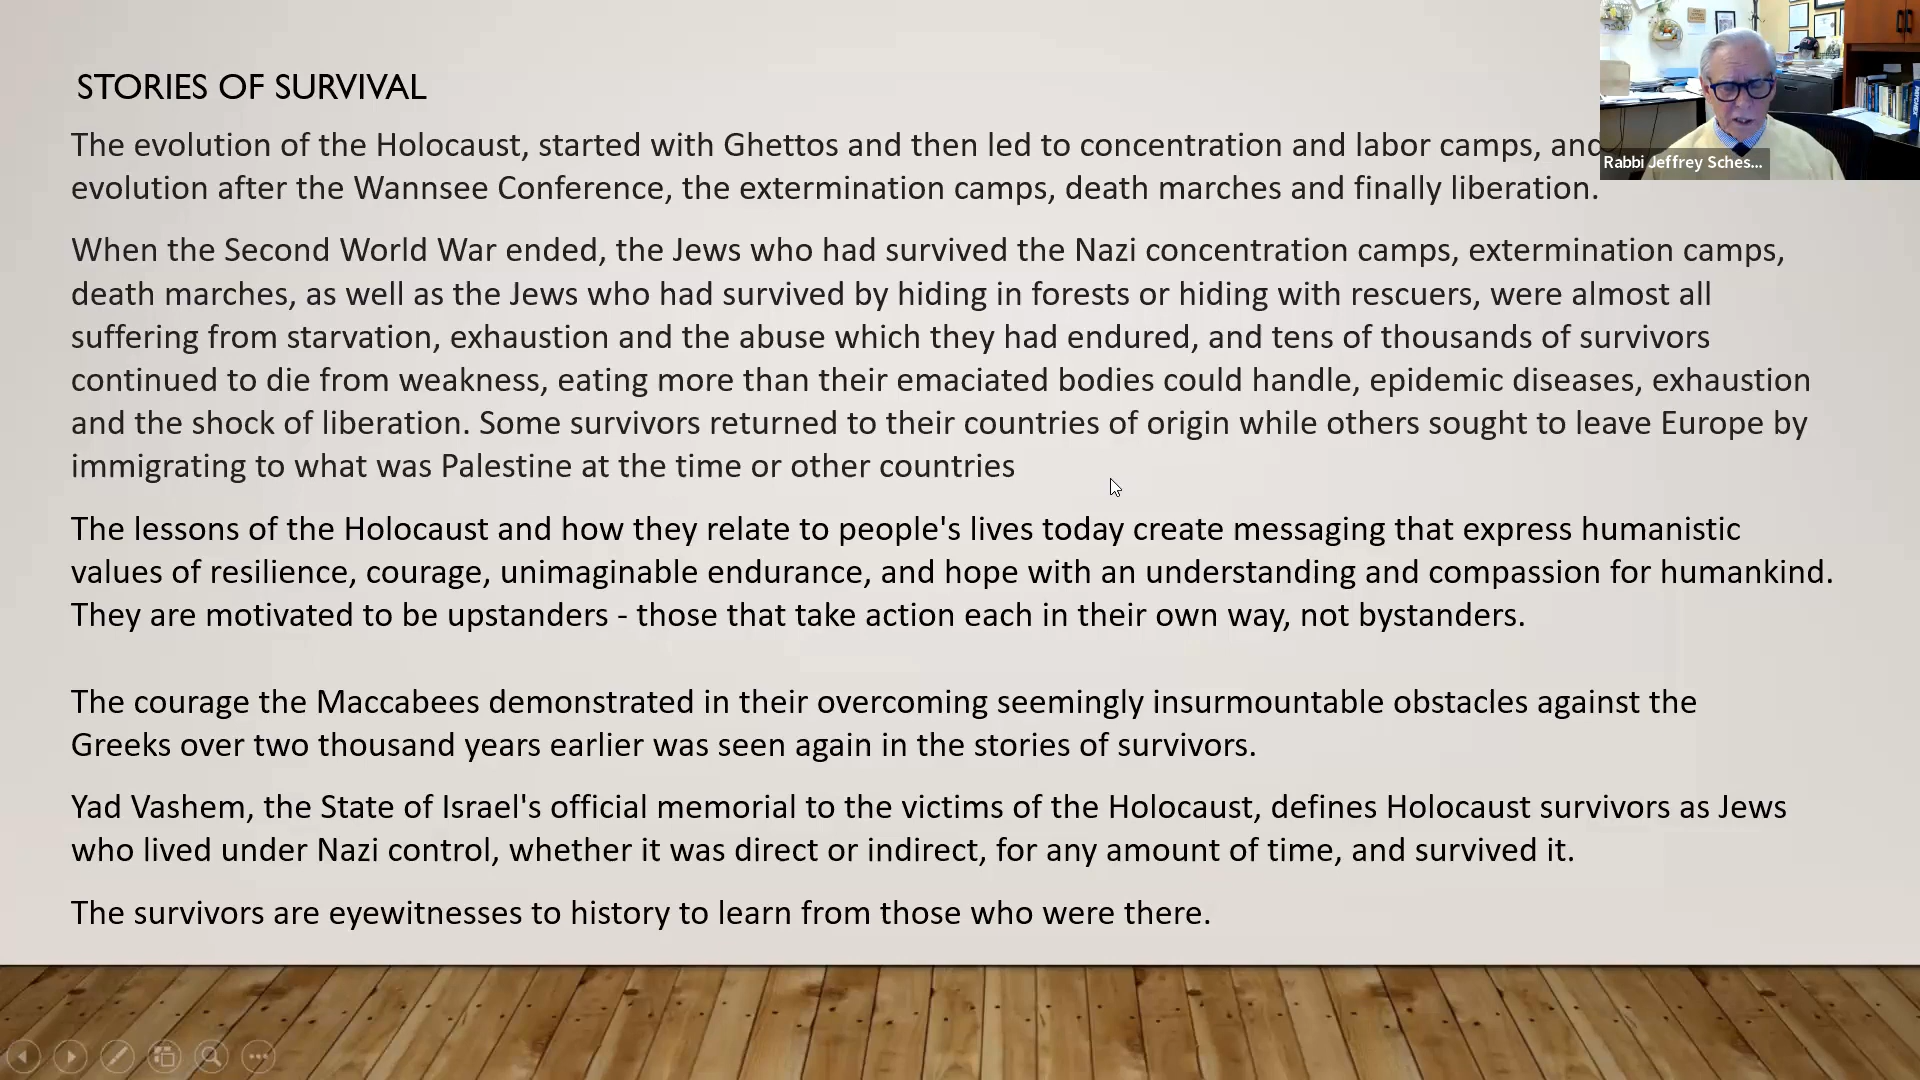 STORIES OF SURVIVAL
The evolution of the Holocaust, started with Ghettos and then led to concentration and labor camps, and
evolution after the Wannsee Conference, the extermination camps, death marches and finally liberation.
When the Second World War ended, the Jews who had survived the Nazi concentration camps, extermination camps,
death marches, as well as the Jews who had survived by hiding in forests or hiding with rescuers, were almost all
suffering from starvation, exhaustion and the abuse which they had endured, and tens of thousands of survivors
continued to die from weakness, eating more than their emaciated bodies could handle, epidemic diseases, exhaustion
and the shock of liberation. Some survivors returned to their countries of origin while others sought to leave Europe by
immigrating to what was Palestine at the time or other countries
The lessons of the Holocaust and how they relate to people's lives today create messaging that express humanistic
values of resilience, courage, unimaginable endurance, and hope with an understanding and compassion for humankind.
They are motivated to be upstanders - those that take action each in their own way, not bystanders.
The courage the Maccabees demonstrated in their overcoming seemingly insurmountable obstacles against the
Greeks over two thousand years earlier was seen again in the stories of survivors.
Yad Vashem, the State of Israel's official memorial to the victims of the Holocaust, defines Holocaust survivors as Jews
who lived under Nazi control, whether it was direct or indirect, for any amount of time, and survived it.
The survivors are eyewitnesses to history to learn from those who were there.
Rabbi Jeffrey Sches...